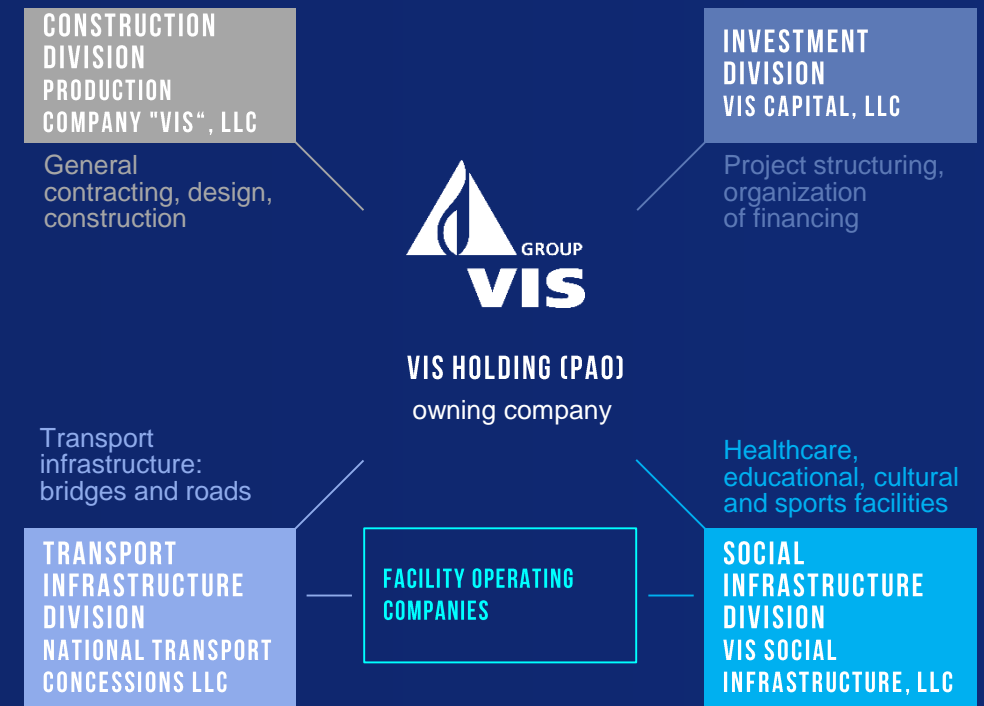 CONSTRUCTION
DIVISION
PRODUCTION
COMPANY "VIS“, LLC
General
contracting, design,
construction
INVESTMENT
DIVISION
VIS CAPITAL, LLC
Project structuring,
organization
of financing
GROUP
VIS
VIS HOLDING (PAO)
owning company
Transport
infrastructure:
bridges and roads
TRANSPORT
INFRASTRUCTURE
DIVISION
NATIONAL TRANSPORT
CONCESSIONS LLC
FACILITY OPERATING
COMPANIES
Healthcare,
educational, cultural
and sports facilities
SOCIAL
INFRASTRUCTURE
DIVISION
VIS SOCIAL
INFRASTRUCTURE, LLC